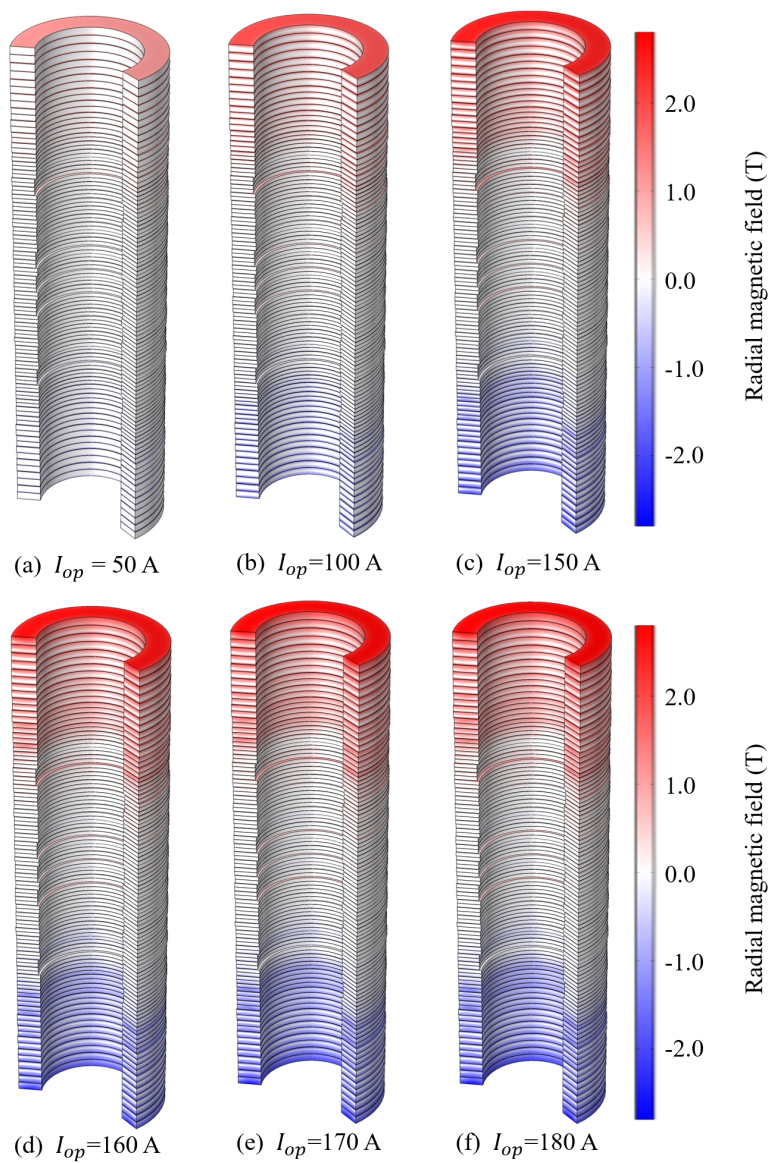 2.0
1.0
0.0
-1.0
-2.0
Radial magnetic field (T)
(a) I_op = 50 A
(b) I_op=100 A
(c) I_op=150 A
2.0
1.0
0.0
-1.0
-2.0
Radial magnetic field (T)
(d) I_op=160 A
(e) I_op=170 A
(f) I_op=180 A